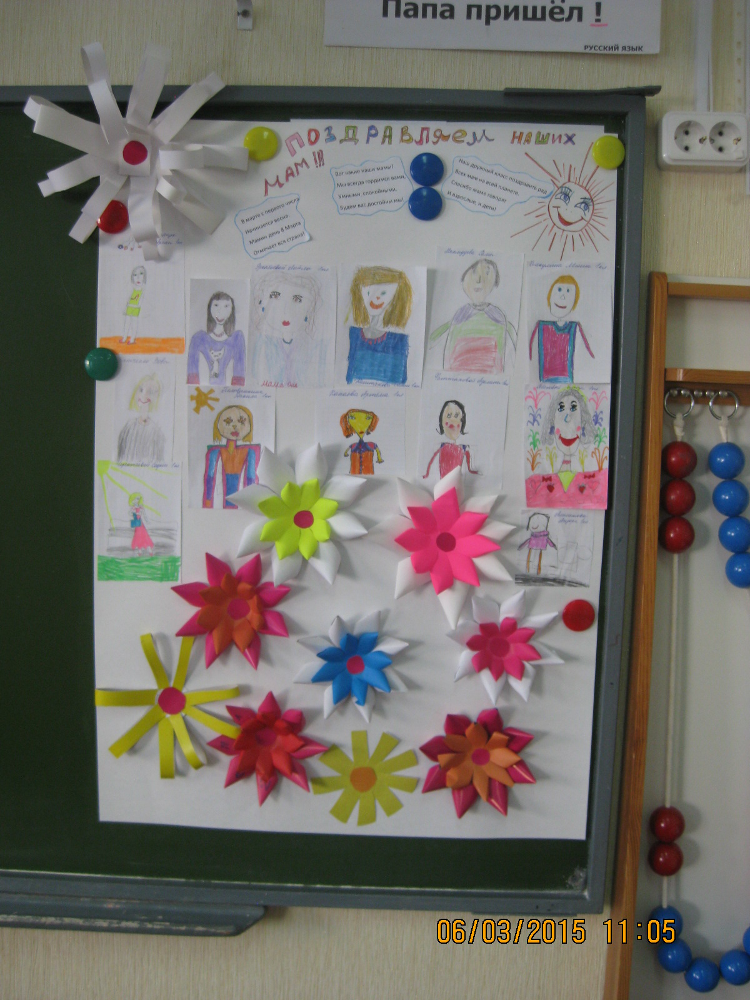 Папа пришёл !
РУССКИЙ ЯЗЫК
ПОЗДРАВЛЯЕМ НАШИХ
МАМ!!!
В марте с первого числа
Начинается весна.
Мамин день 8 Марта
Отмечает вся страна!
Вот какие наши мамы!
Мы всегда гордимся вами,
Умными, спокойными.
Будем вас достойны мы!
Наш дружный класс поздравить рад
Всех мам на всей планете.
Спасибо маме говорят
И взрослые, и дети!
Мама
06/03/2015 11:05